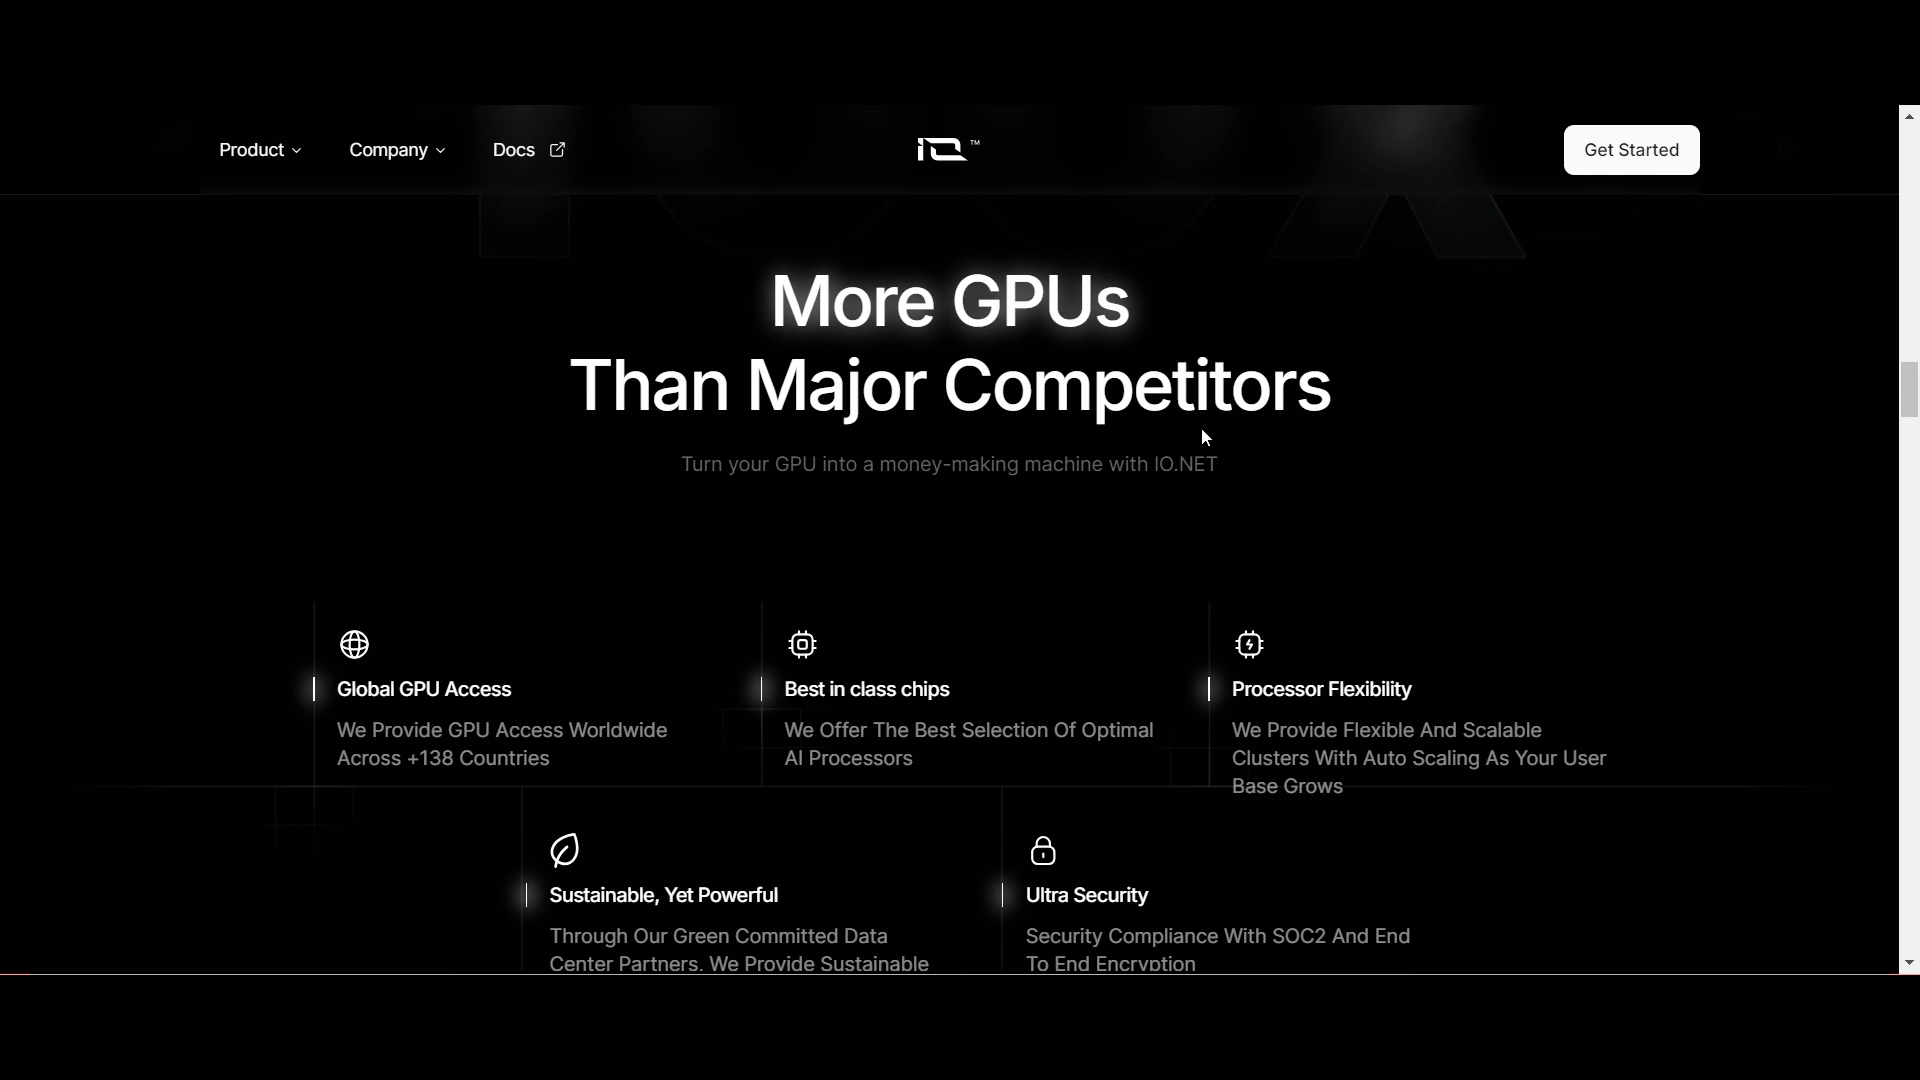 Product
Company
Docs
IO™
Get Started
More GPUs
Than Major Competitors
Turn your GPU into a money-making machine with IO.NET
Global GPU Access
We Provide GPU Access Worldwide
Across +138 Countries
Best in class chips
We Offer The Best Selection Of Optimal
AI Processors
Processor Flexibility
We Provide Flexible And Scalable
Clusters With Auto Scaling As Your User
Base Grows
Sustainable, Yet Powerful
Through Our Green Committed Data
Center Partners, We Provide Sustainable
Ultra Security
Security Compliance With SOC2 And End
To End Encryption